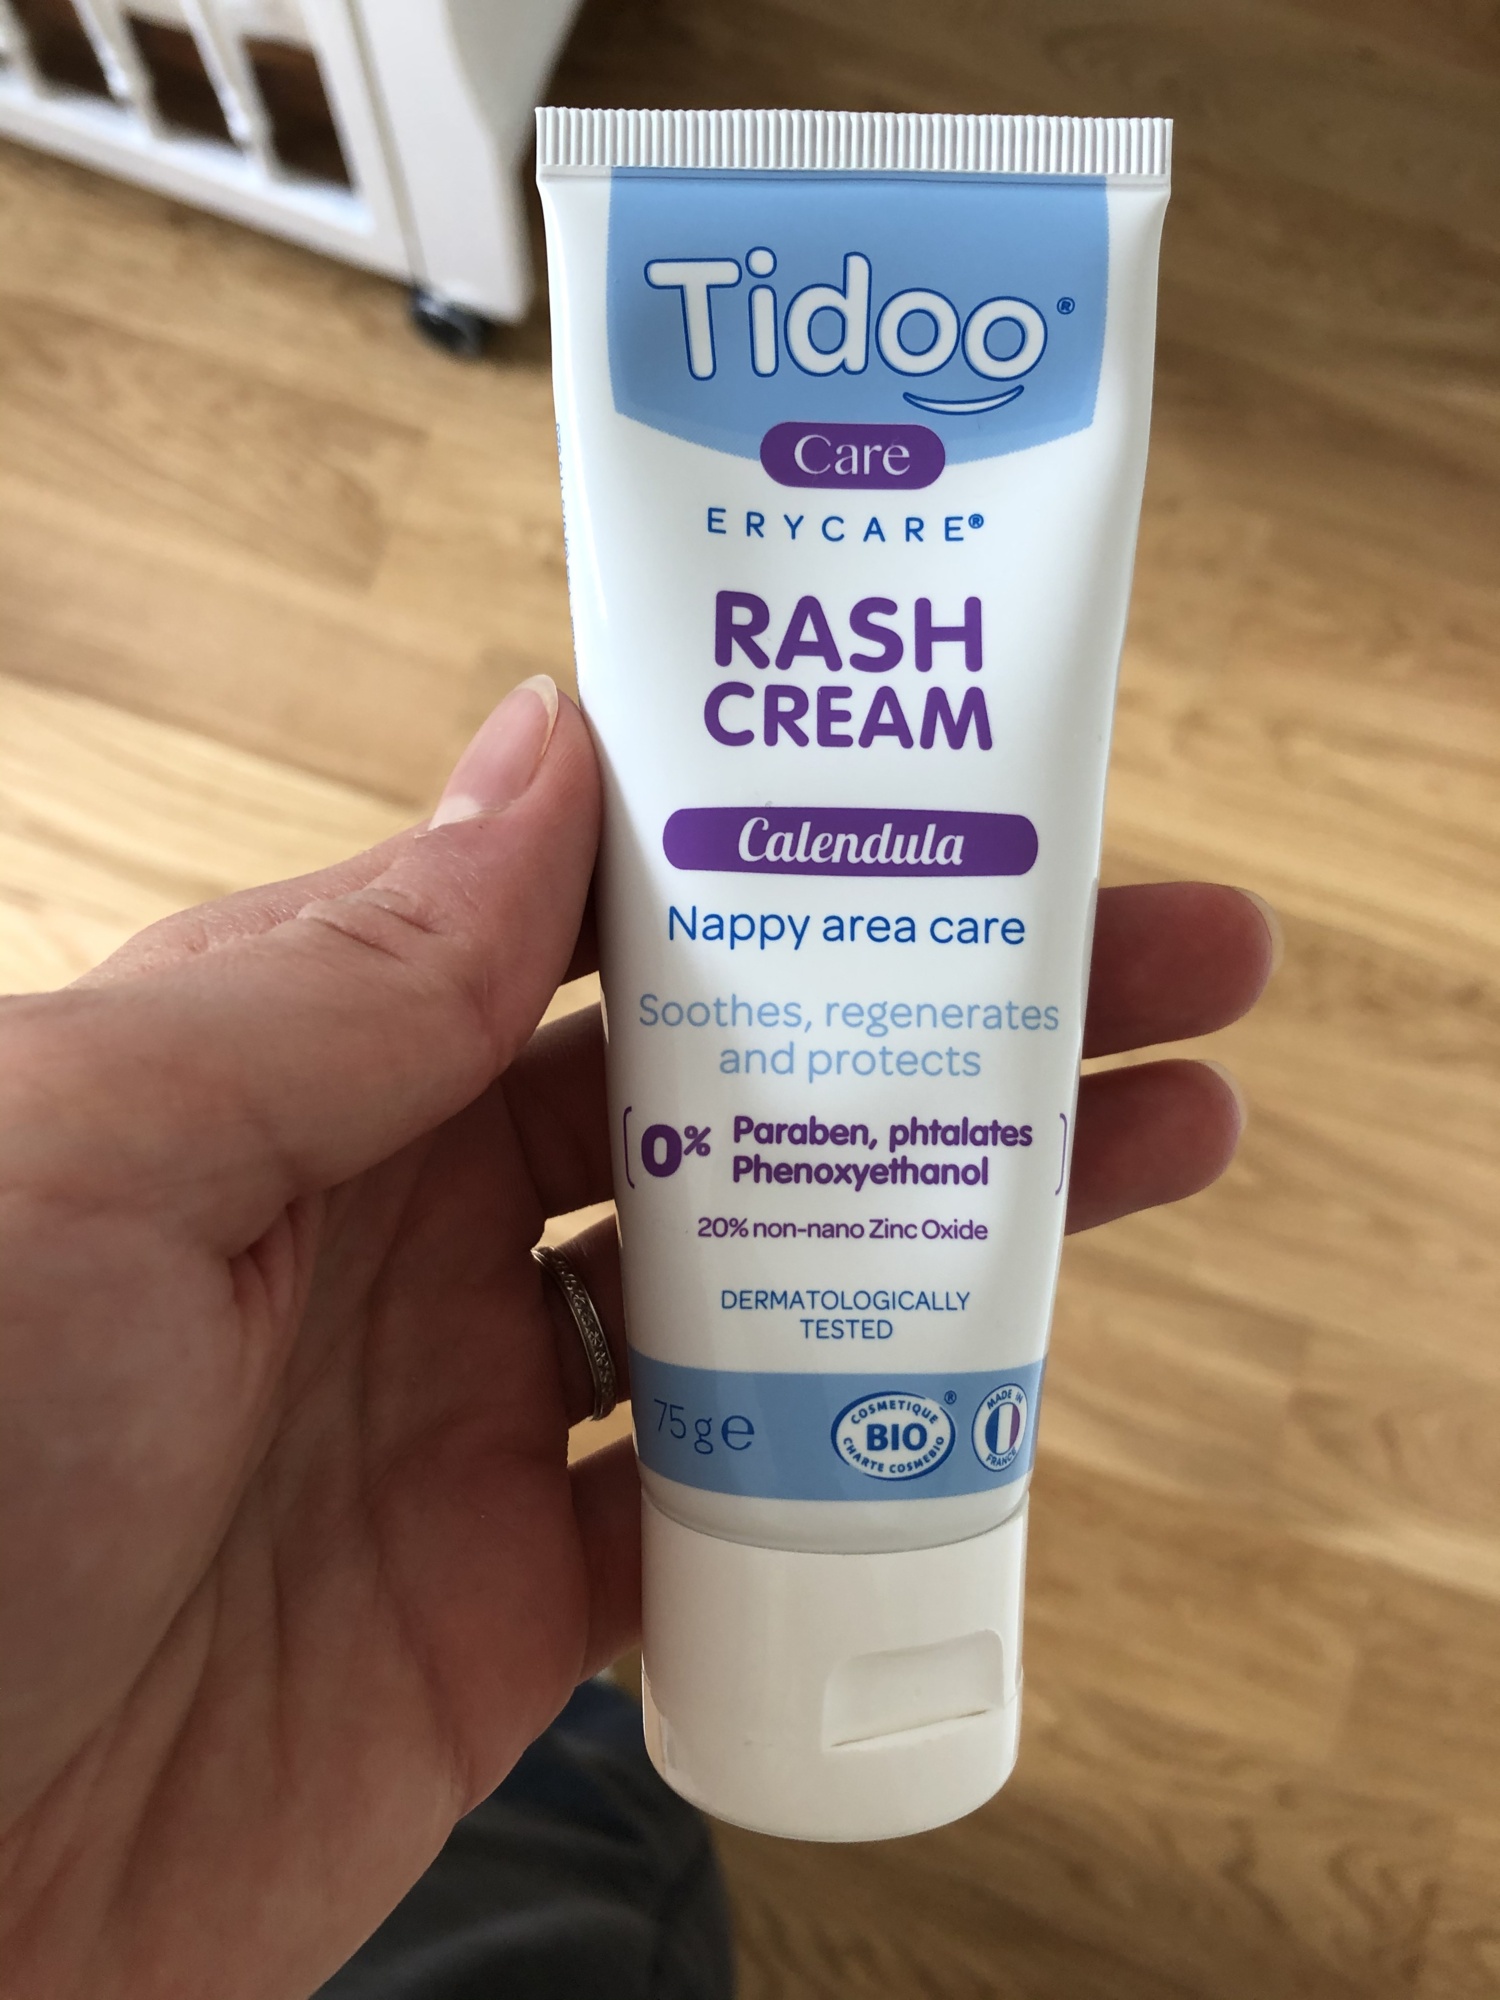 Tidoo®
Care
ERYCARE®
RASH
CREAM
Calendula
Nappy area care
Soothes, regenerates
and protects
0% Paraben, phtalates
Phenoxyethanol
20% non-nano Zinc Oxide
DERMATOLOGICALLY
TESTED
75g e
COSMETIQUE
BIO®
CHARTE COSMEBIO
MADE IN
FRANCE